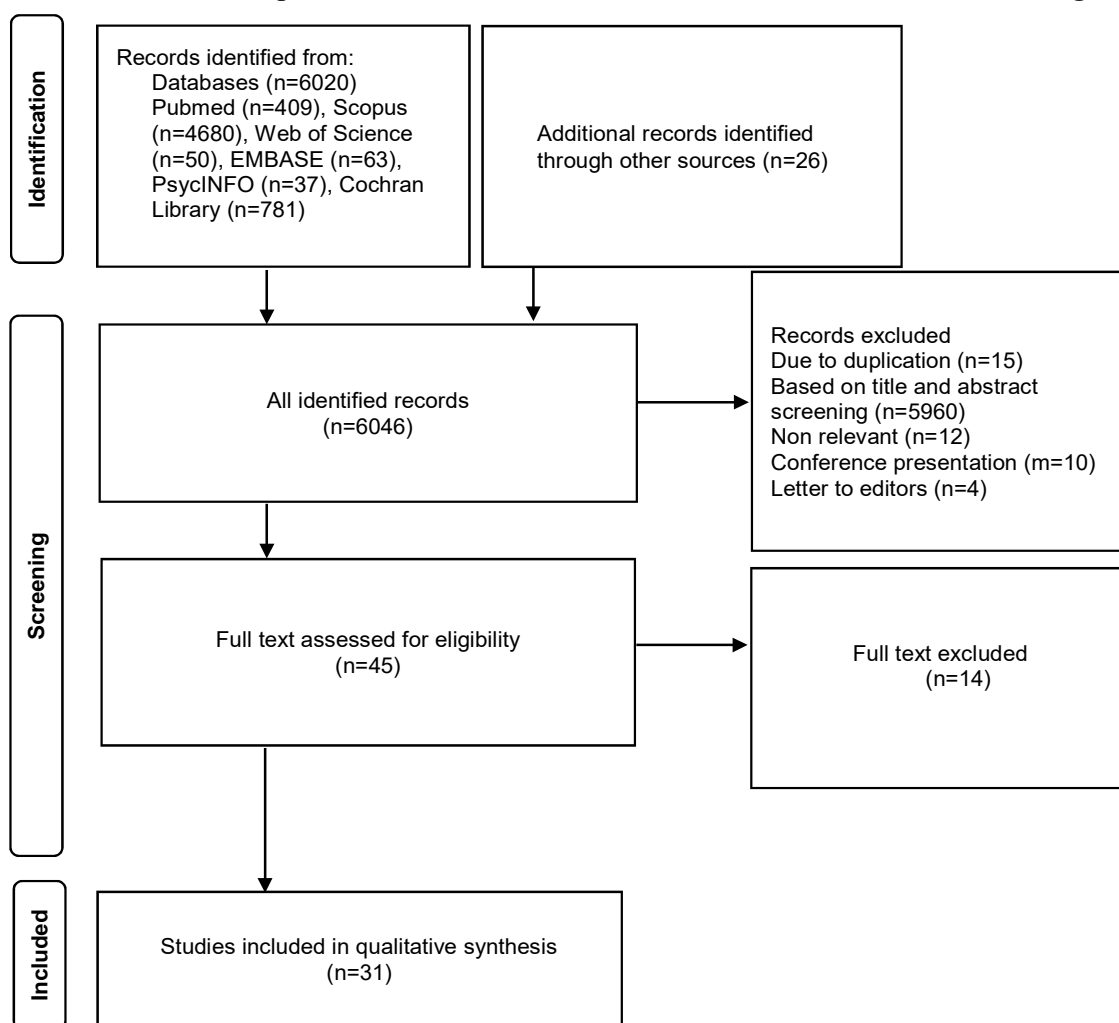 Identification
Records identified from:
Databases (n=6020)
Pubmed (n=409), Scopus
(n=4680), Web of Science
(n=50), EMBASE (n=63),
PsycINFO (n=37), Cochran
Library (n=781)
Additional records identified
through other sources (n=26)
Screening
All identified records
(n=6046)
Records excluded
Due to duplication (n=15)
Based on title and abstract
screening (n=5960)
Non relevant (n=12)
Conference presentation (m=10)
Letter to editors (n=4)
Full text assessed for eligibility
(n=45)
Full text excluded
(n=14)
Included
Studies included in qualitative synthesis
(n=31)